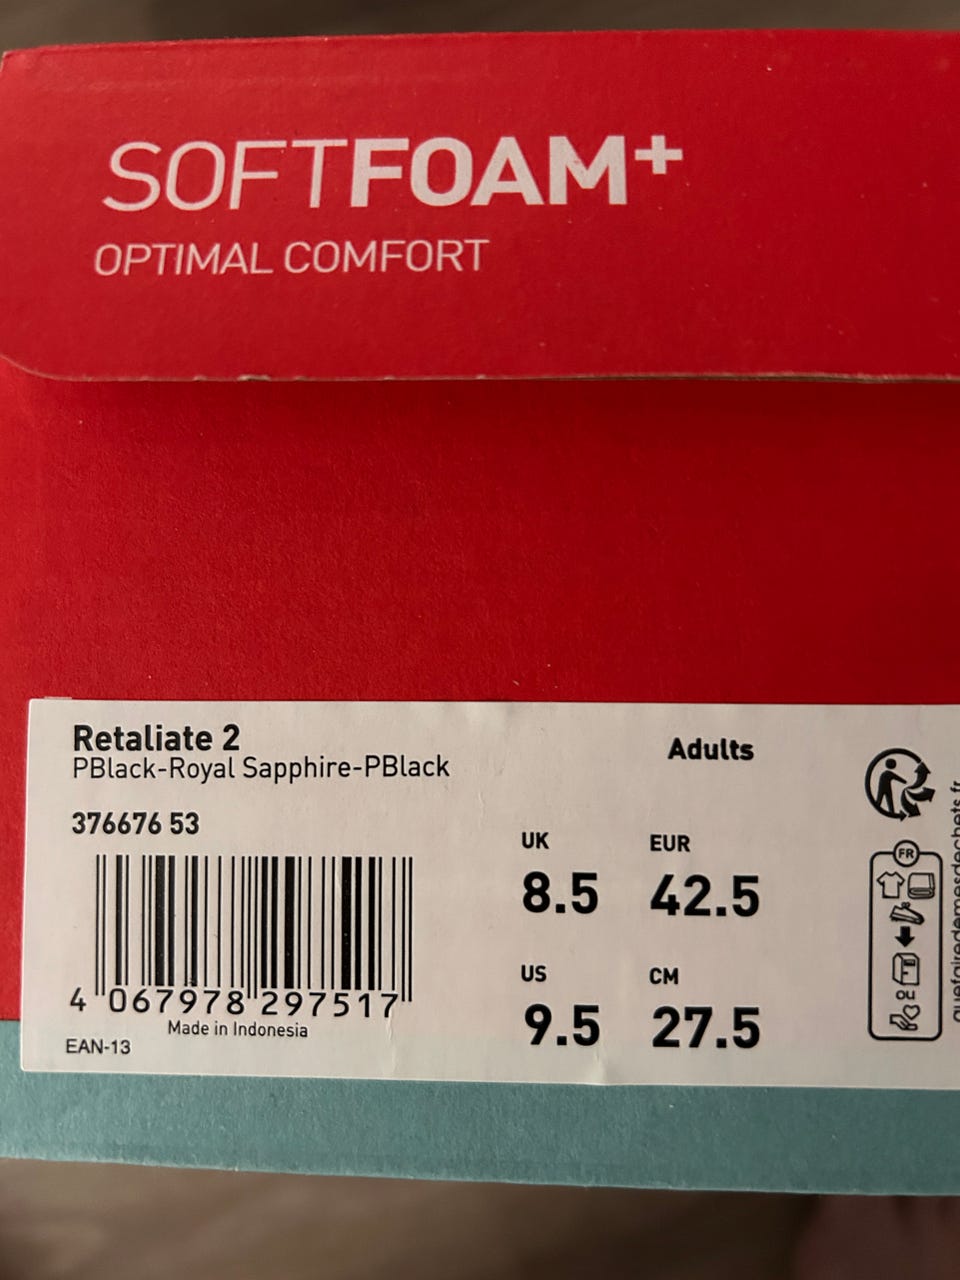 SOFTFOAM+
OPTIMAL COMFORT
Retaliate 2
PBlack-Royal Sapphire-PBlack
Adults
376676 53
UK
8.5
EUR
42.5
US
9.5
CM
27.5
4 067978 297517
Made in Indonesia
EAN-13
FR
OU
quefairedemesdechets.fr